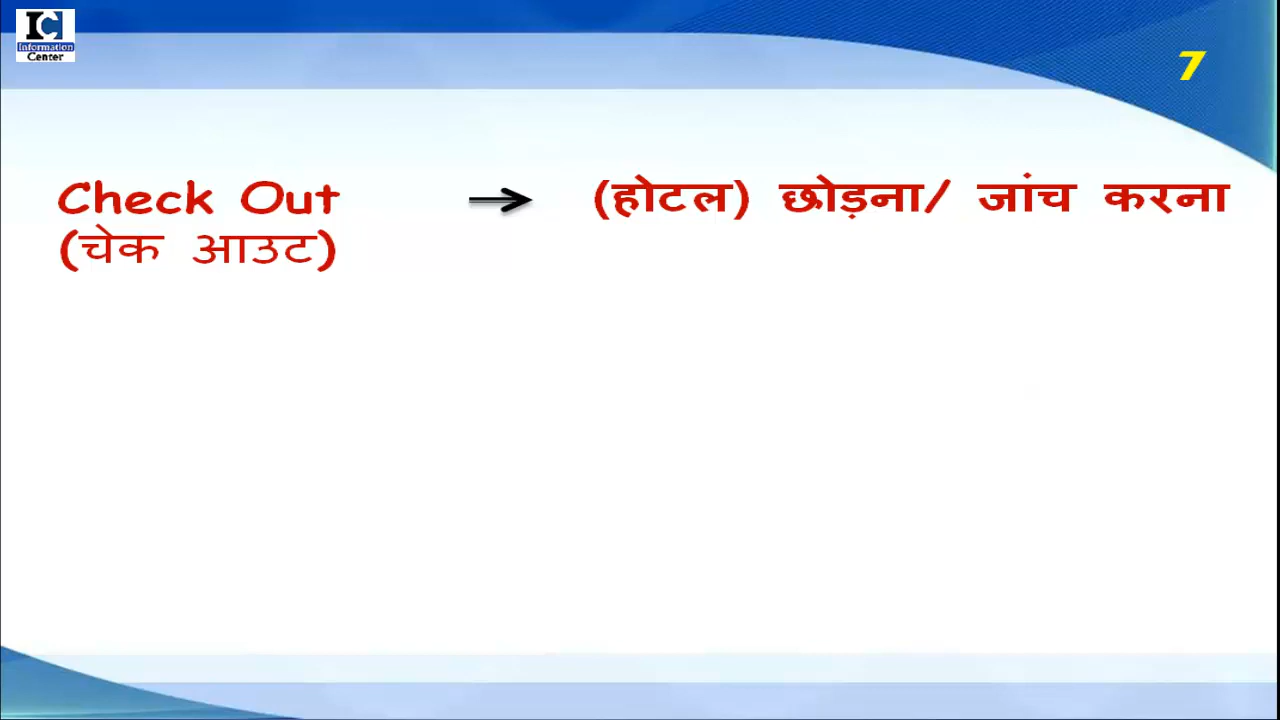 IC
Information
Center
7
Check Out → (होटल) छोड़ना/ जांच करना
(चेक आउट)